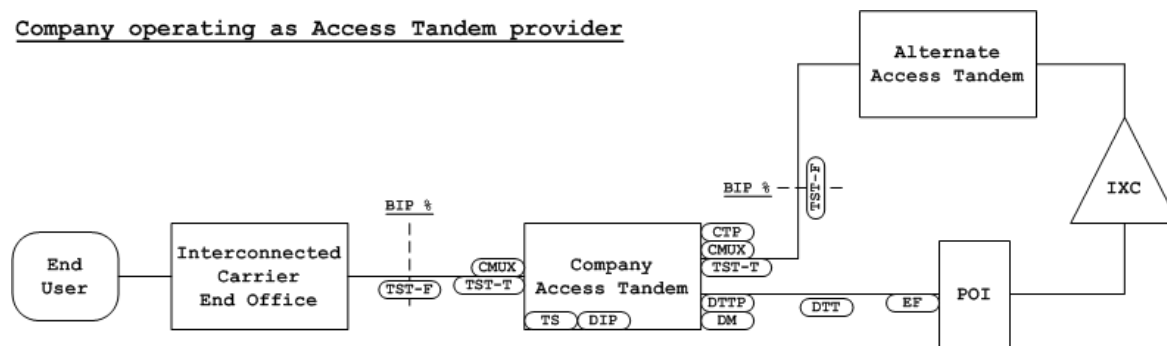 Company operating as Access Tandem provider
Alternate
Access Tandem
BIP %
TST-F
IXC
BIP %
End
User
Interconnected
Carrier
End Office
TST-F
CMUX
TST-T
Company
Access Tandem
TS
DIP
CTP
CMUX
TST-T
DTTP
DM
DTT
EF
POI